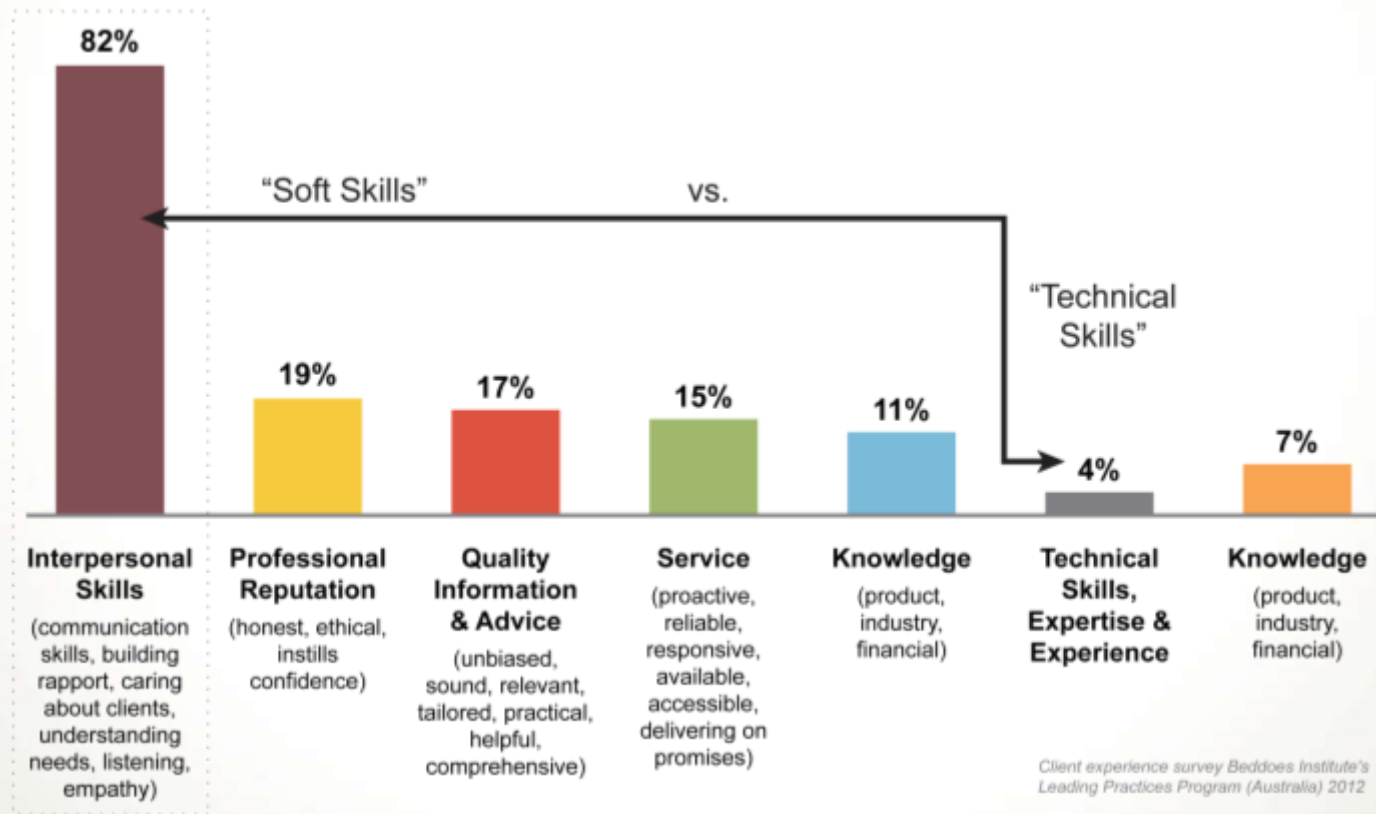 82%
“Soft Skills”
vs.
“Technical
Skills”
19%
17%
15%
11%
4%
7%
Interpersonal
Skills
(communication
skills, building
rapport, caring
about clients,
understanding
needs, listening,
empathy)
Professional
Reputation
(honest, ethical,
instills
confidence)
Quality
Information
& Advice
(unbiased,
sound, relevant,
tailored, practical,
helpful,
comprehensive)
Service
(proactive,
reliable,
responsive,
available,
accessible,
delivering on
promises)
Knowledge
(product,
industry,
financial)
Technical
Skills,
Expertise &
Experience
Knowledge
(product,
industry,
financial)
Client experience survey Beddoes Institute's
Leading Practices Program (Australia) 2012